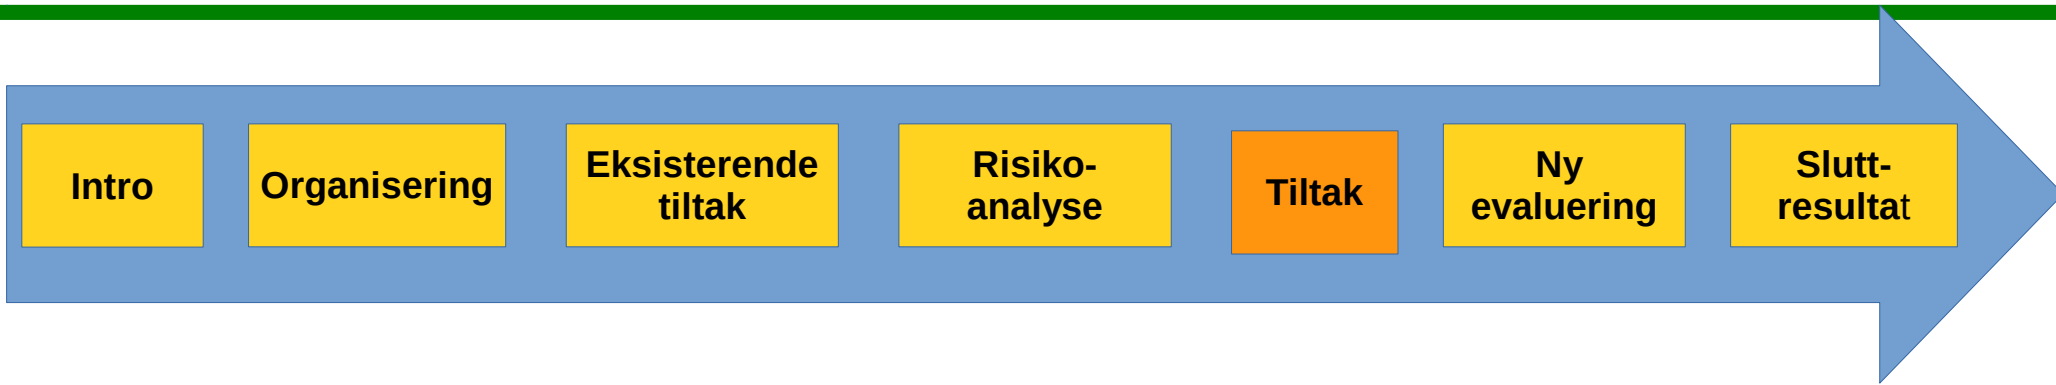 Intro
Organisering
Eksisterende
tiltak
Risiko-
analyse
Tiltak
Ny
evaluering
Slutt-
resultat